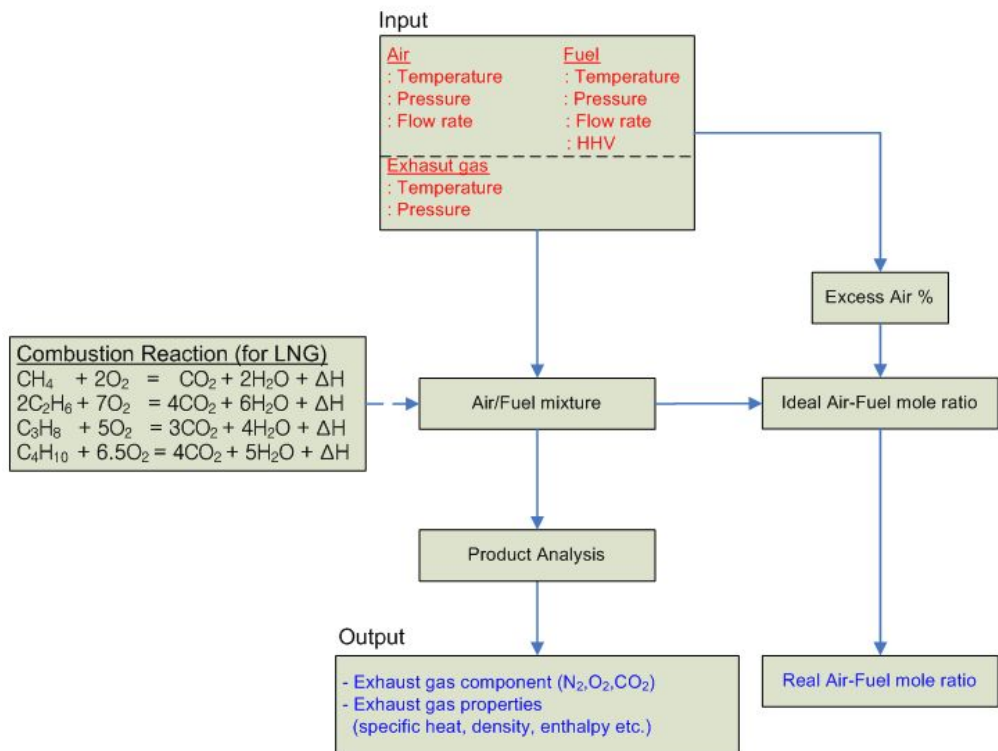 Input
Air
: Temperature
: Pressure
: Flow rate
Fuel
: Temperature
: Pressure
: Flow rate
: HHV
Exhasut gas
: Temperature
: Pressure
Excess Air %
Combustion Reaction (for LNG)
CH₄ + 2O₂ = CO₂ + 2H₂O + ΔH
2C₂H₆ + 7O₂ = 4CO₂ + 6H₂O + ΔH
C₃H₈ + 5O₂ = 3CO₂ + 4H₂O + ΔH
C₄H₁₀ + 6.5O₂ = 4CO₂ + 5H₂O + ΔH
Air/Fuel mixture
Ideal Air-Fuel mole ratio
Product Analysis
Output
- Exhaust gas component (N₂,O₂,CO₂)
- Exhaust gas properties
(specific heat, density, enthalpy etc.)
Real Air-Fuel mole ratio